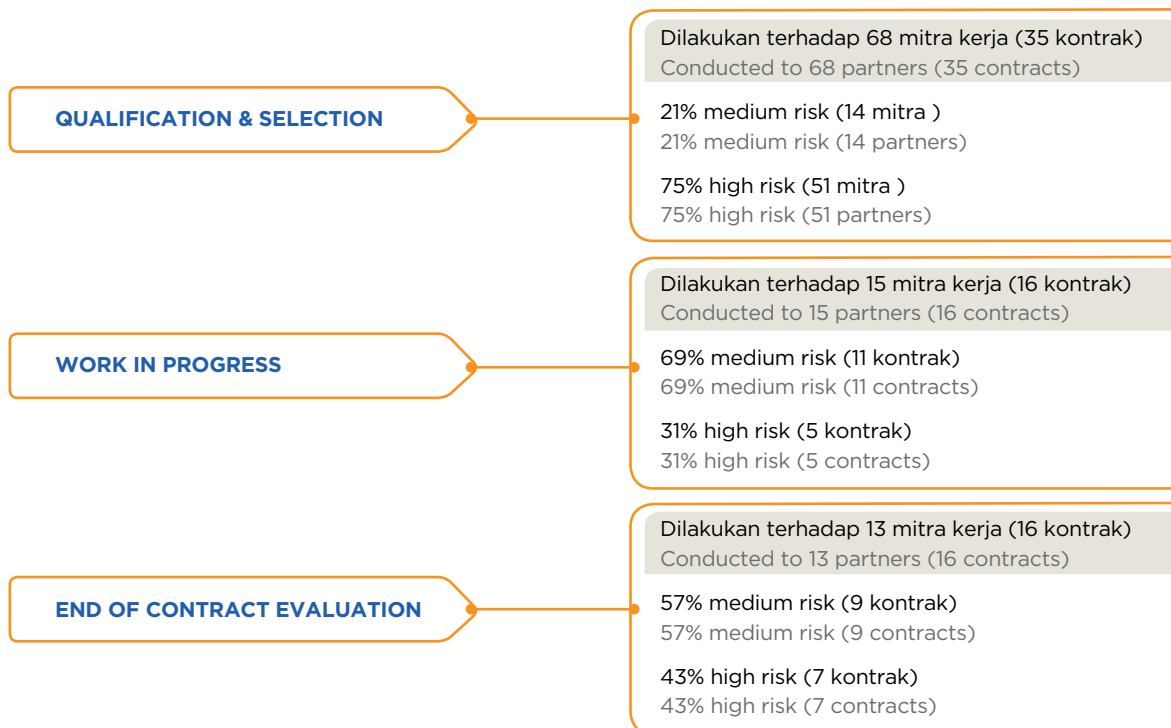 QUALIFICATION & SELECTION
Dilakukan terhadap 68 mitra kerja (35 kontrak)
Conducted to 68 partners (35 contracts)
21% medium risk (14 mitra )
21% medium risk (14 partners)
75% high risk (51 mitra )
75% high risk (51 partners)
WORK IN PROGRESS
Dilakukan terhadap 15 mitra kerja (16 kontrak)
Conducted to 15 partners (16 contracts)
69% medium risk (11 kontrak)
69% medium risk (11 contracts)
31% high risk (5 kontrak)
31% high risk (5 contracts)
END OF CONTRACT EVALUATION
Dilakukan terhadap 13 mitra kerja (16 kontrak)
Conducted to 13 partners (16 contracts)
57% medium risk (9 kontrak)
57% medium risk (9 contracts)
43% high risk (7 kontrak)
43% high risk (7 contracts)